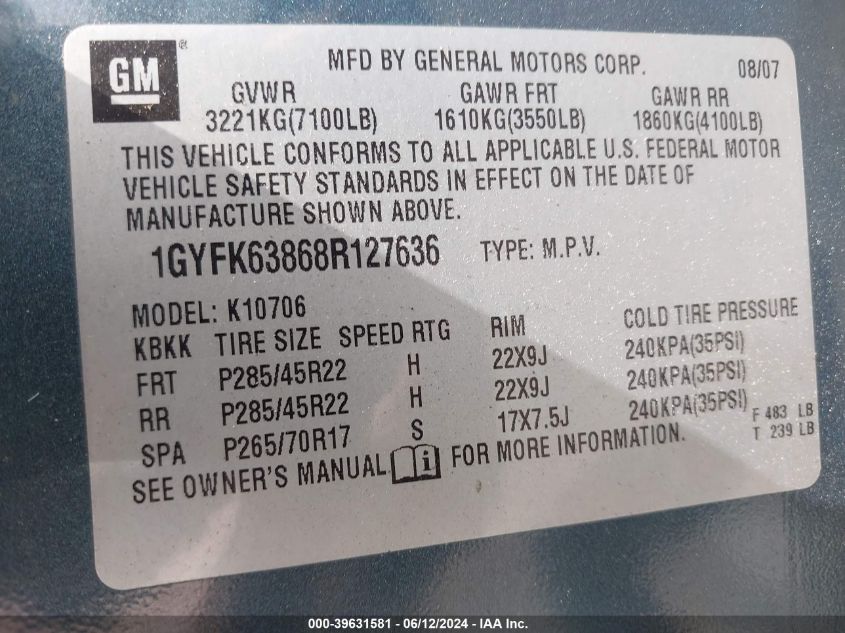 GM ®
MFD BY GENERAL MOTORS CORP. 08/07
GVWR GAWR FRT GAWR RR
3221KG(7100LB) 1610KG(3550LB) 1860KG(4100LB)
THIS VEHICLE CONFORMS TO ALL APPLICABLE U.S. FEDERAL MOTOR
VEHICLE SAFETY STANDARDS IN EFFECT ON THE DATE OF
MANUFACTURE SHOWN ABOVE.
1GYFK63868R127636 TYPE: M.P.V.
MODEL: K10706
KBKK TIRE SIZE SPEED RTG RIM COLD TIRE PRESSURE
FRT P285/45R22 H 22X9J 240KPA(35PSI)
RR P285/45R22 H 22X9J 240KPA(35PSI)
SPA P265/70R17 S 17X7.5J 240KPA(35PSI)
F 483 LB
T 239 LB
SEE OWNER'S MANUAL i FOR MORE INFORMATION.
000-39631581 - 06/12/2024 - IAA Inc.